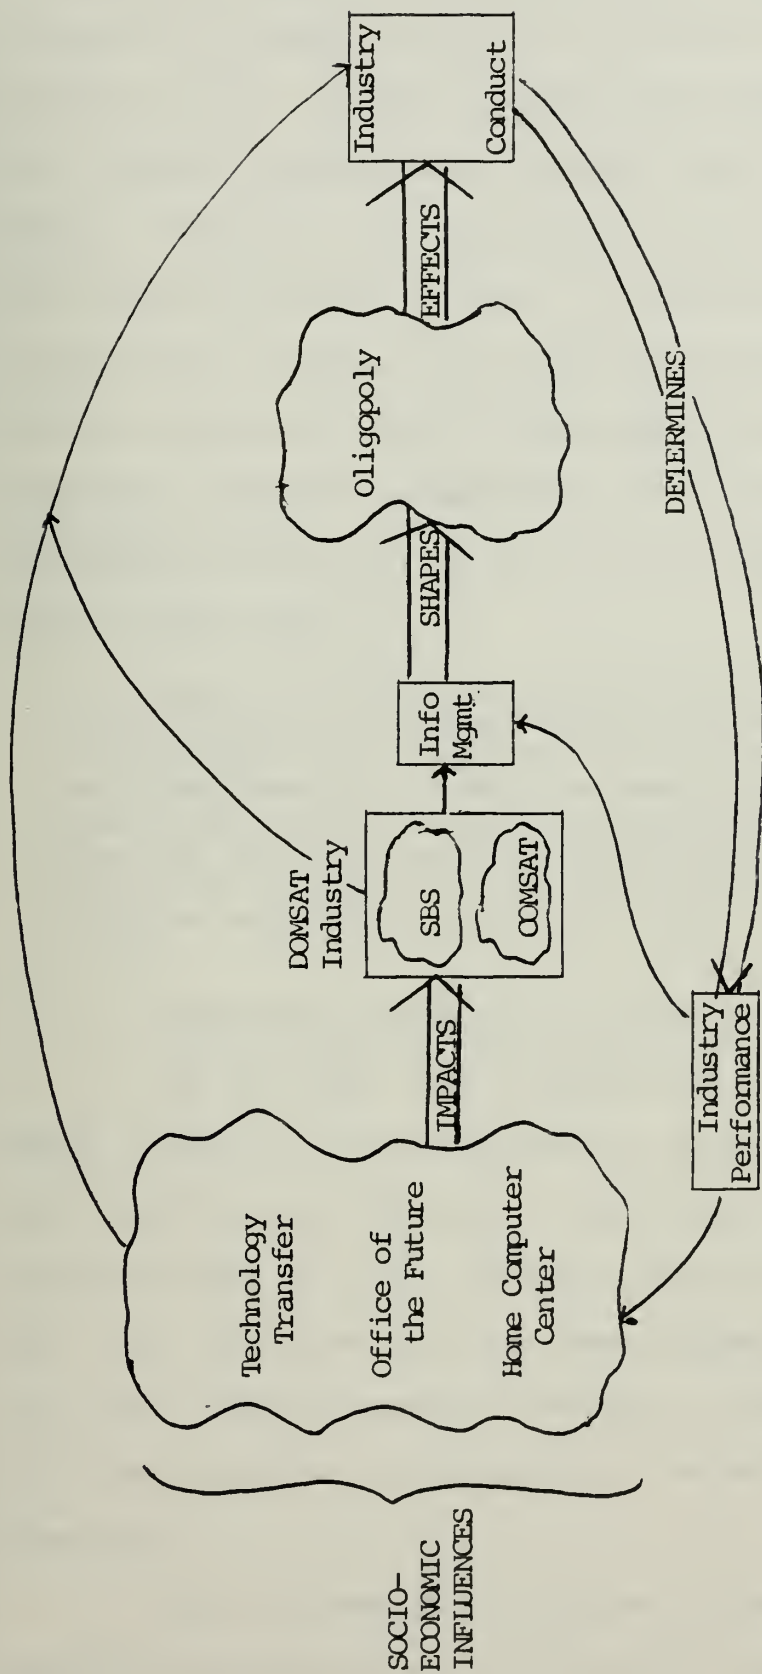 SOCIO-
ECONOMIC
INFLUENCES
Technology
Transfer
Office of
the Future
Home Computer
Center
IMPACTS
DOMSAT
Industry
SBS
COMSAT
Info
Mgmt
SHAPES
Oligopoly
EFFECTS
Industry
Conduct
DETERMINES
Industry
Performance